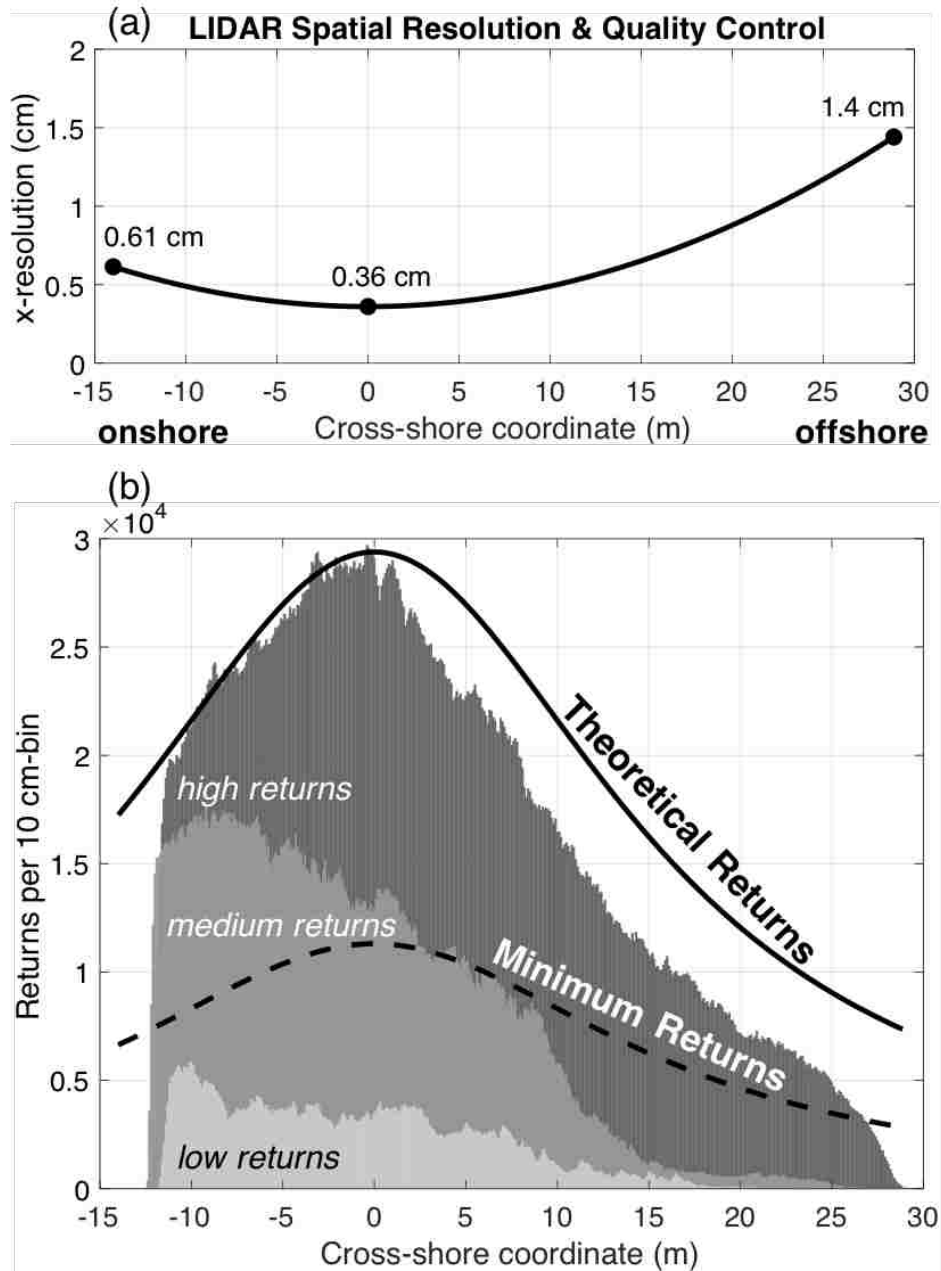 (a)
LIDAR Spatial Resolution & Quality Control
2
1.5
1
0.5
0
x-resolution (cm)
0.61 cm
0.36 cm
1.4 cm
-15 -10 -5 0 5 10 15 20 25 30
onshore Cross-shore coordinate (m) offshore
(b)
×10⁴
3
2.5
2
1.5
1
0.5
0
Returns per 10 cm-bin
Theoretical Returns
high returns
medium returns
Minimum Returns
low returns
-15 -10 -5 0 5 10 15 20 25 30
Cross-shore coordinate (m)